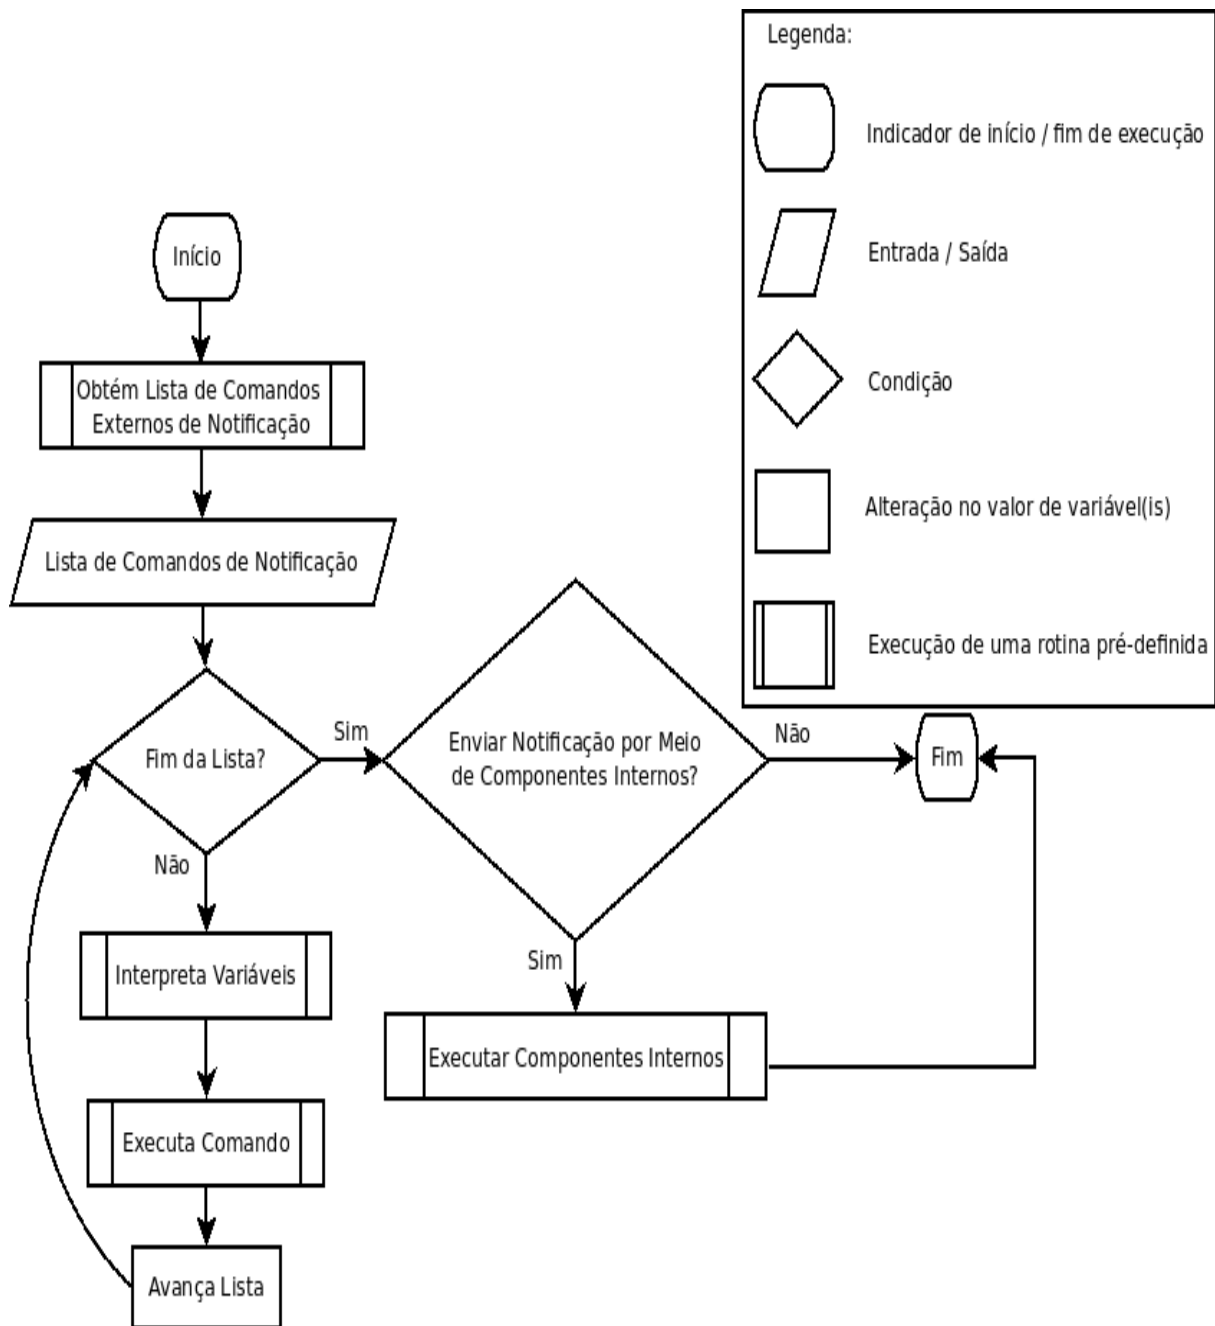 Legenda:
Indicador de início / fim de execução
Entrada / Saída
Condição
Alteração no valor de variável(is)
Execução de uma rotina pré-definida
Início
Obtém Lista de Comandos
Externos de Notificação
Lista de Comandos de Notificação
Fim da Lista?
Sim
Não
Enviar Notificação por Meio
de Componentes Internos?
Não
Fim
Sim
Interpreta Variáveis
Executar Componentes Internos
Executa Comando
Avança Lista